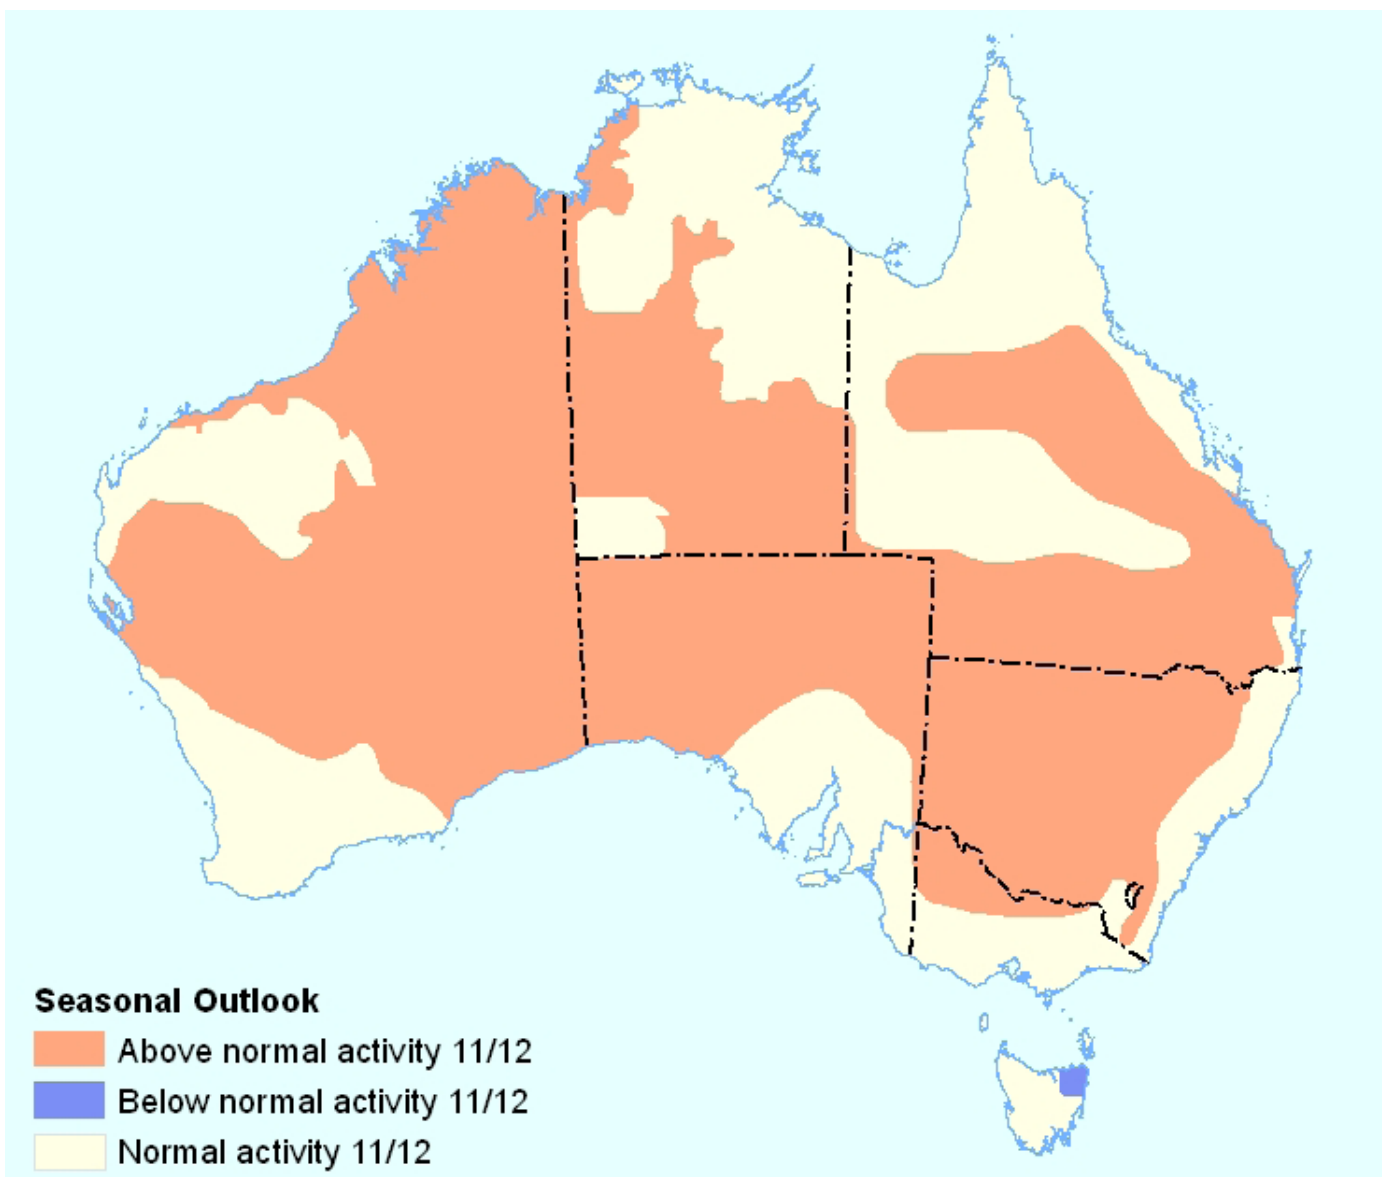 Seasonal Outlook
Above normal activity 11/12
Below normal activity 11/12
Normal activity 11/12